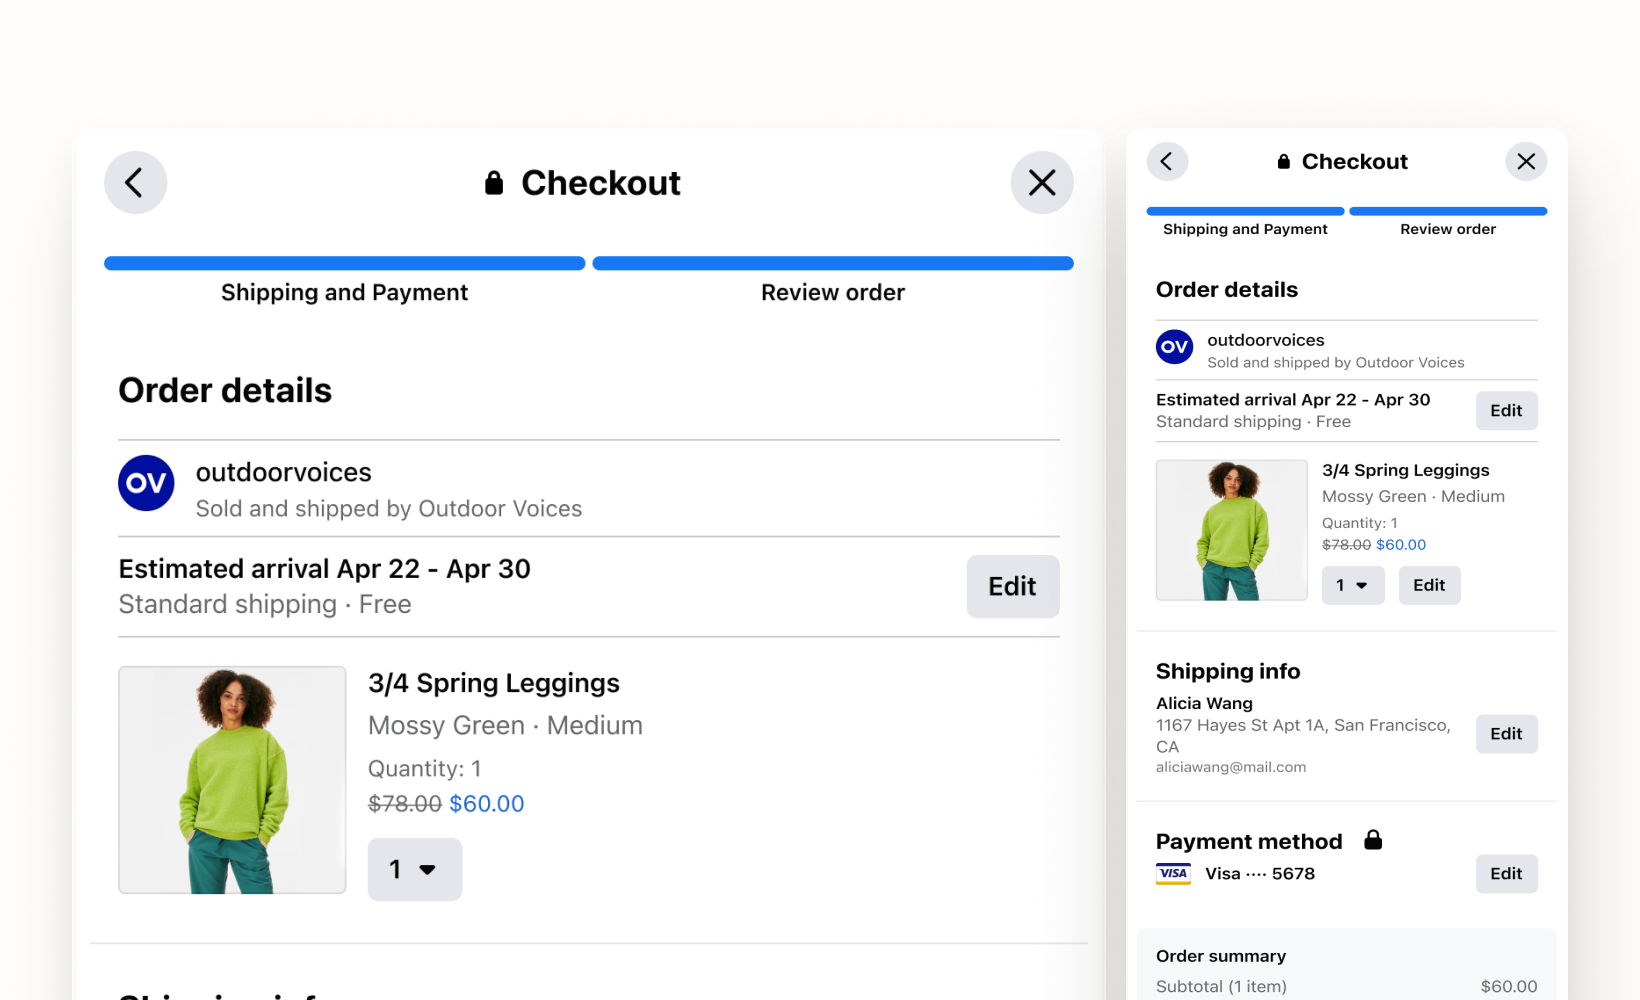 Checkout
Shipping and Payment
Review order
Order details
OV
outdoorvoices
Sold and shipped by Outdoor Voices
Estimated arrival Apr 22 - Apr 30
Standard shipping · Free
Edit
3/4 Spring Leggings
Mossy Green · Medium
Quantity: 1
$78.00 $60.00
1
Shipping info
Checkout
Shipping and Payment
Review order
Order details
OV
outdoorvoices
Sold and shipped by Outdoor Voices
Estimated arrival Apr 22 - Apr 30
Standard shipping · Free
Edit
3/4 Spring Leggings
Mossy Green · Medium
Quantity: 1
$78.00 $60.00
1
Edit
Shipping info
Alicia Wang
1167 Hayes St Apt 1A, San Francisco,
CA
aliciawang@mail.com
Edit
Payment method
VISA
Visa ···· 5678
Edit
Order summary
Subtotal (1 item) $60.00